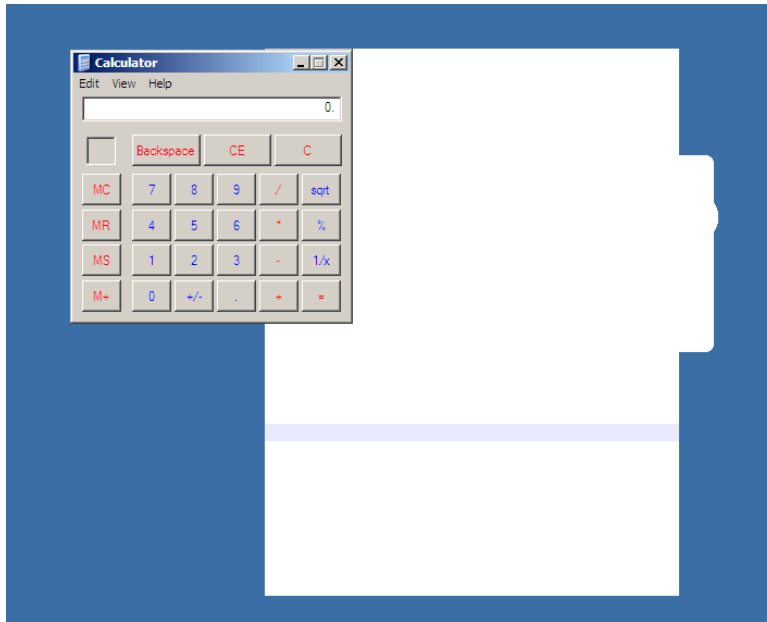 Calculator
Edit View Help
0.
Backspace CE C
MC 7 8 9 / sqrt
MR 4 5 6 * %
MS 1 2 3 - 1/x
M+ 0 +/- . + =